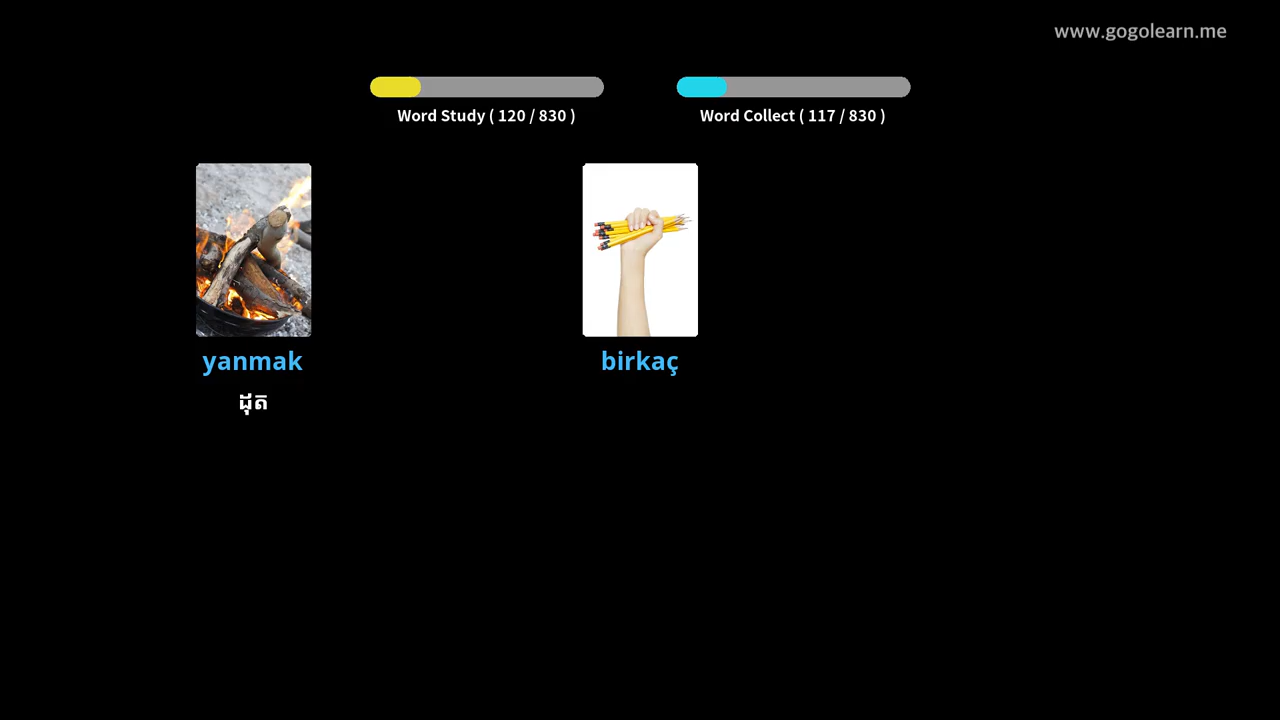 www.gogolearn.me
Word Study ( 120 / 830 )
Word Collect ( 117 / 830 )
yanmak
birkaç
ដុត